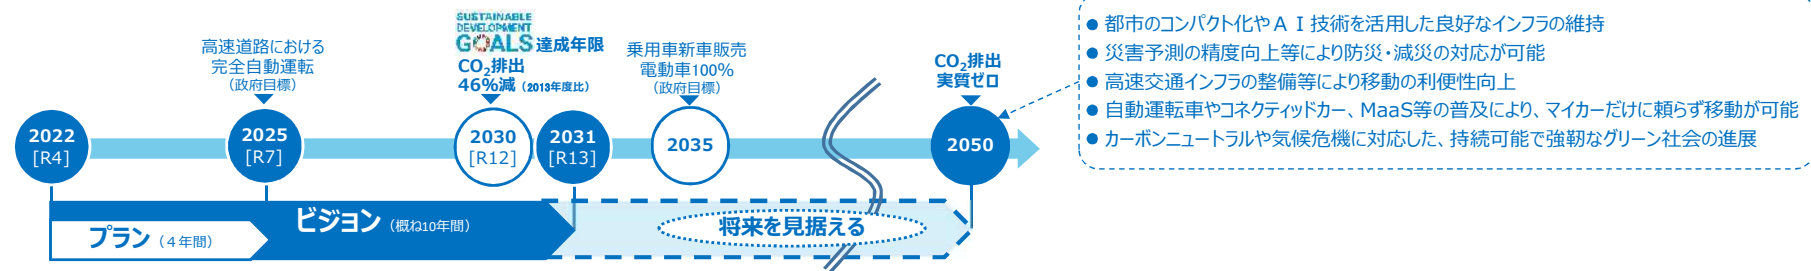 高速道路における
完全自動運転
（政府目標）
SUSTAINABLE
DEVELOPMENT
GOALS 達成年限
CO₂排出
46%減（2013年度比）
乗用車新車販売
電動車100%
（政府目標）
CO₂排出
実質ゼロ
2022
[R4]
2025
[R7]
2030
[R12]
2031
[R13]
2035
2050
プラン（４年間）
ビジョン（概ね10年間）
将来を見据える
● 都市のコンパクト化やＡＩ技術を活用した良好なインフラの維持
● 災害予測の精度向上等により防災・減災の対応が可能
● 高速交通インフラの整備等により移動の利便性向上
● 自動運転車やコネクティッドカー、MaaS等の普及により、マイカーだけに頼らず移動が可能
● カーボンニュートラルや気候危機に対応した、持続可能で強靭なグリーン社会の進展